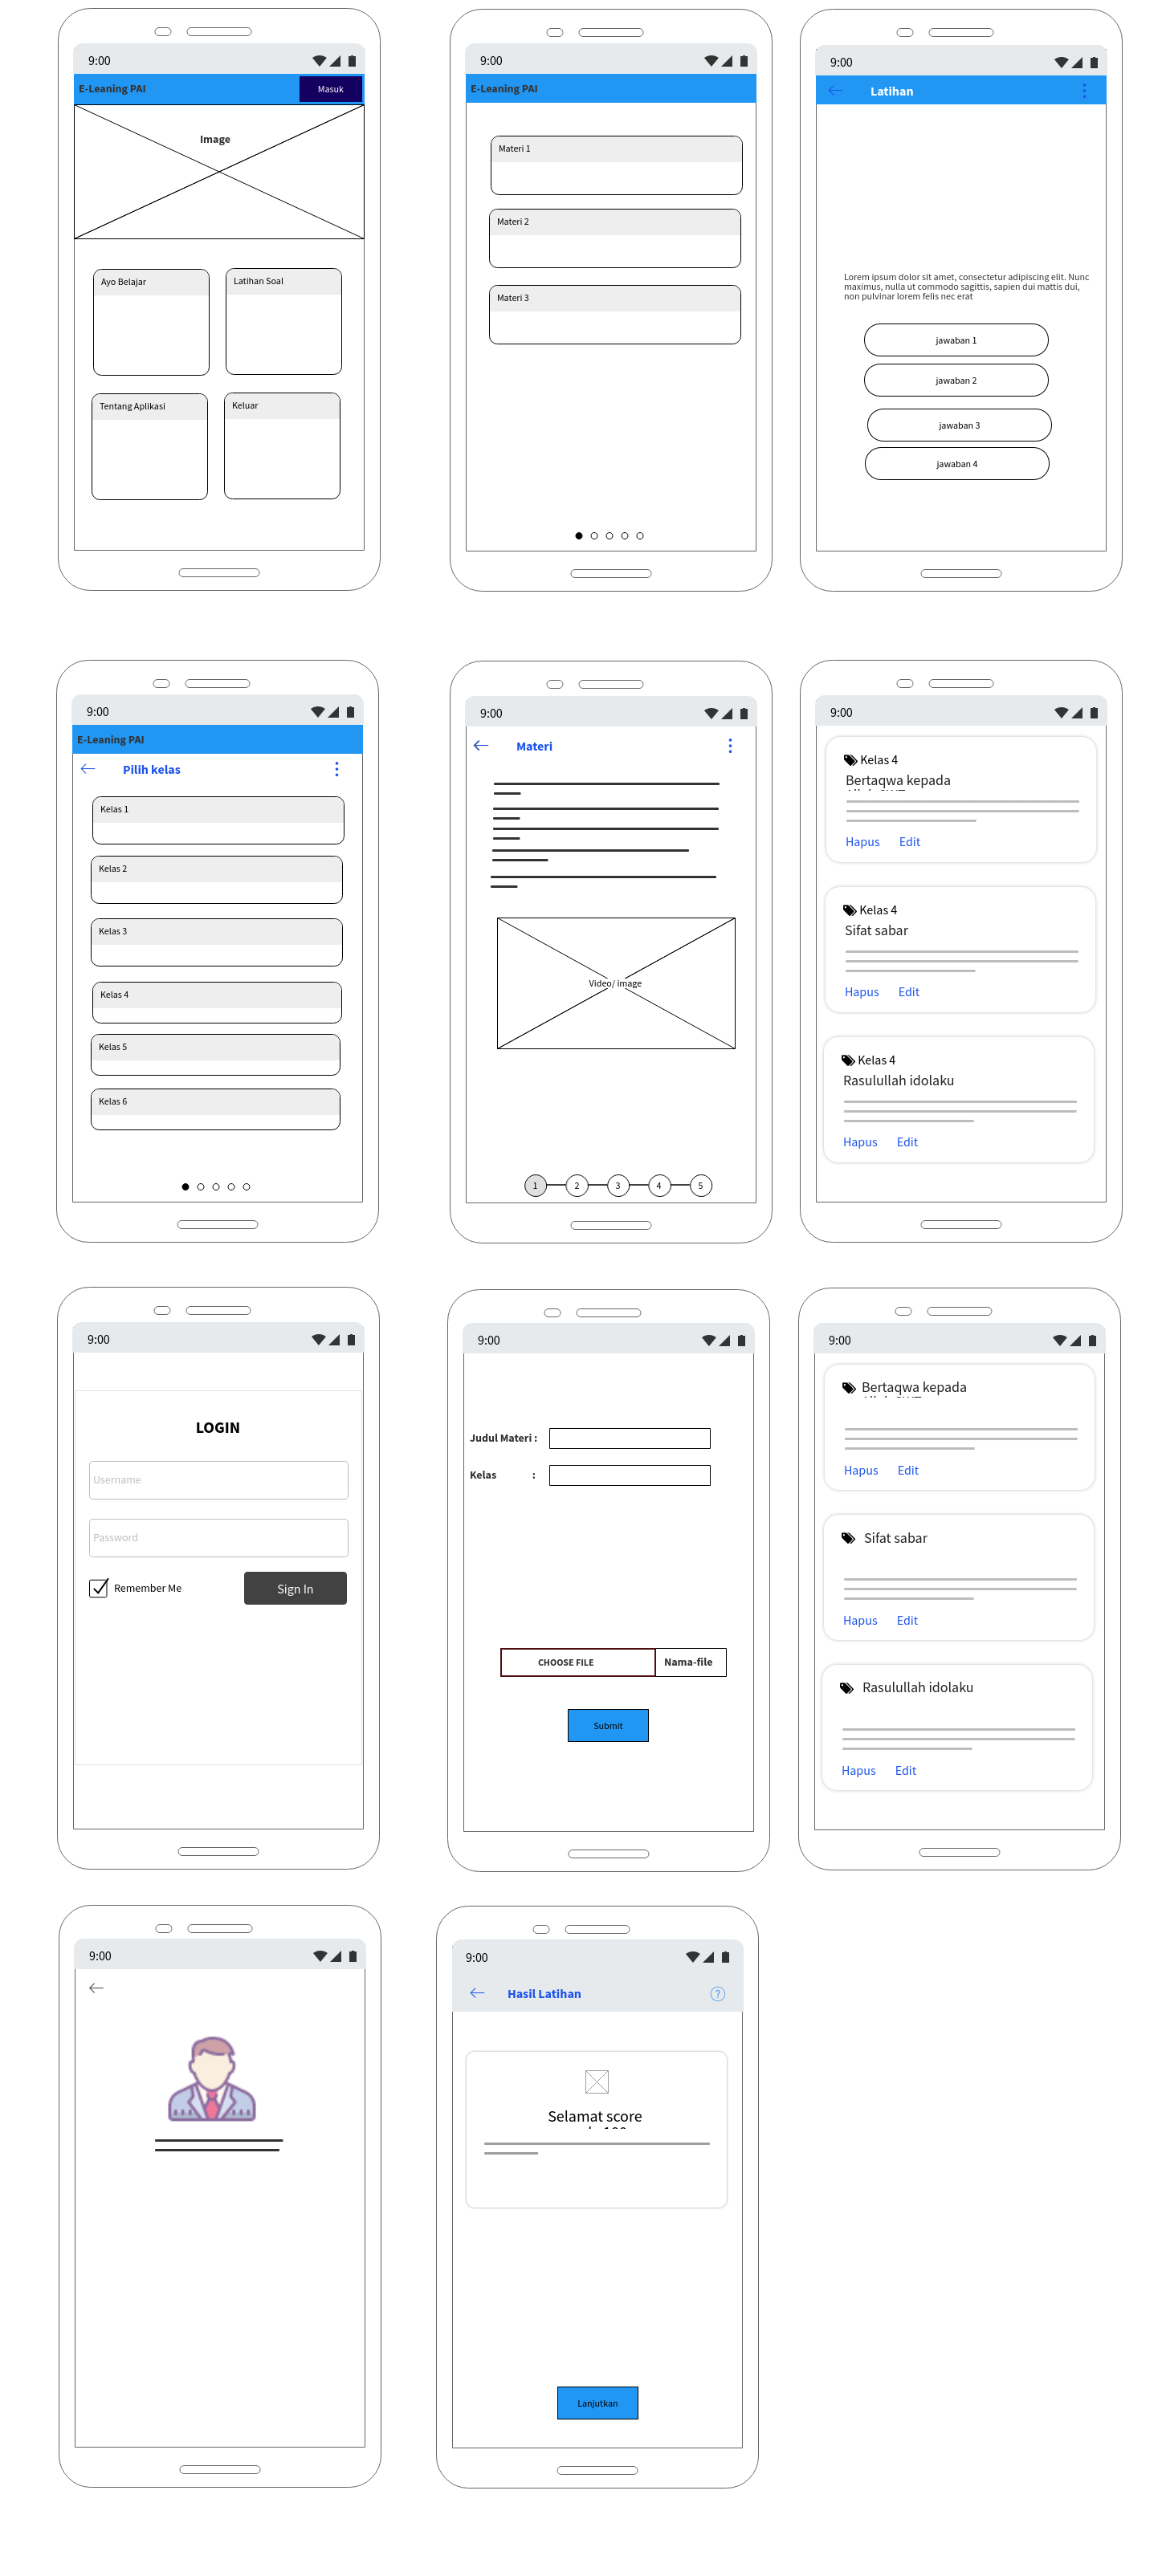 9:00
E-Leaning PAI
Masuk
Image
Ayo Belajar
Latihan Soal
Tentang Aplikasi
Keluar
9:00
E-Leaning PAI
Materi 1
Materi 2
Materi 3
9:00
Latihan
Lorem ipsum dolor sit amet, consectetur adipiscing elit. Nunc
maximus, nulla ut commodo sagittis, sapien dui mattis dui,
non pulvinar lorem felis nec erat
jawaban 1
jawaban 2
jawaban 3
jawaban 4
9:00
E-Leaning PAI
Pilih kelas
Kelas 1
Kelas 2
Kelas 3
Kelas 4
Kelas 5
Kelas 6
9:00
Materi
Video/ image
1 2 3 4 5
9:00
Kelas 4
Bertaqwa kepada
Hapus Edit
Kelas 4
Sifat sabar
Hapus Edit
Kelas 4
Rasulullah idolaku
Hapus Edit
9:00
LOGIN
Username
Password
Remember Me
Sign In
9:00
Judul Materi :
Kelas :
CHOOSE FILE
Nama-file
Submit
9:00
Bertaqwa kepada
Hapus Edit
Sifat sabar
Hapus Edit
Rasulullah idolaku
Hapus Edit
9:00
9:00
Hasil Latihan
?
Selamat score
Lanjutkan